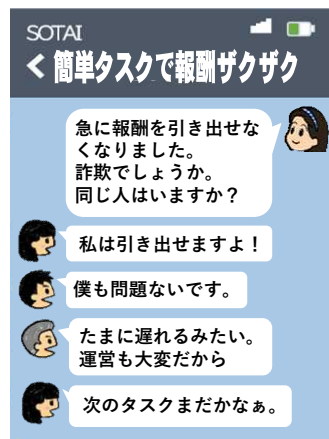 SOTAI
簡単タスクで報酬ザクザク
急に報酬を引き出せな
くなりました。
詐欺でしょうか。
同じ人はいますか？
私は引き出せますよ！
僕も問題ないです。
たまに遅れるみたい。
運営も大変だから
次のタスクまだかなぁ。